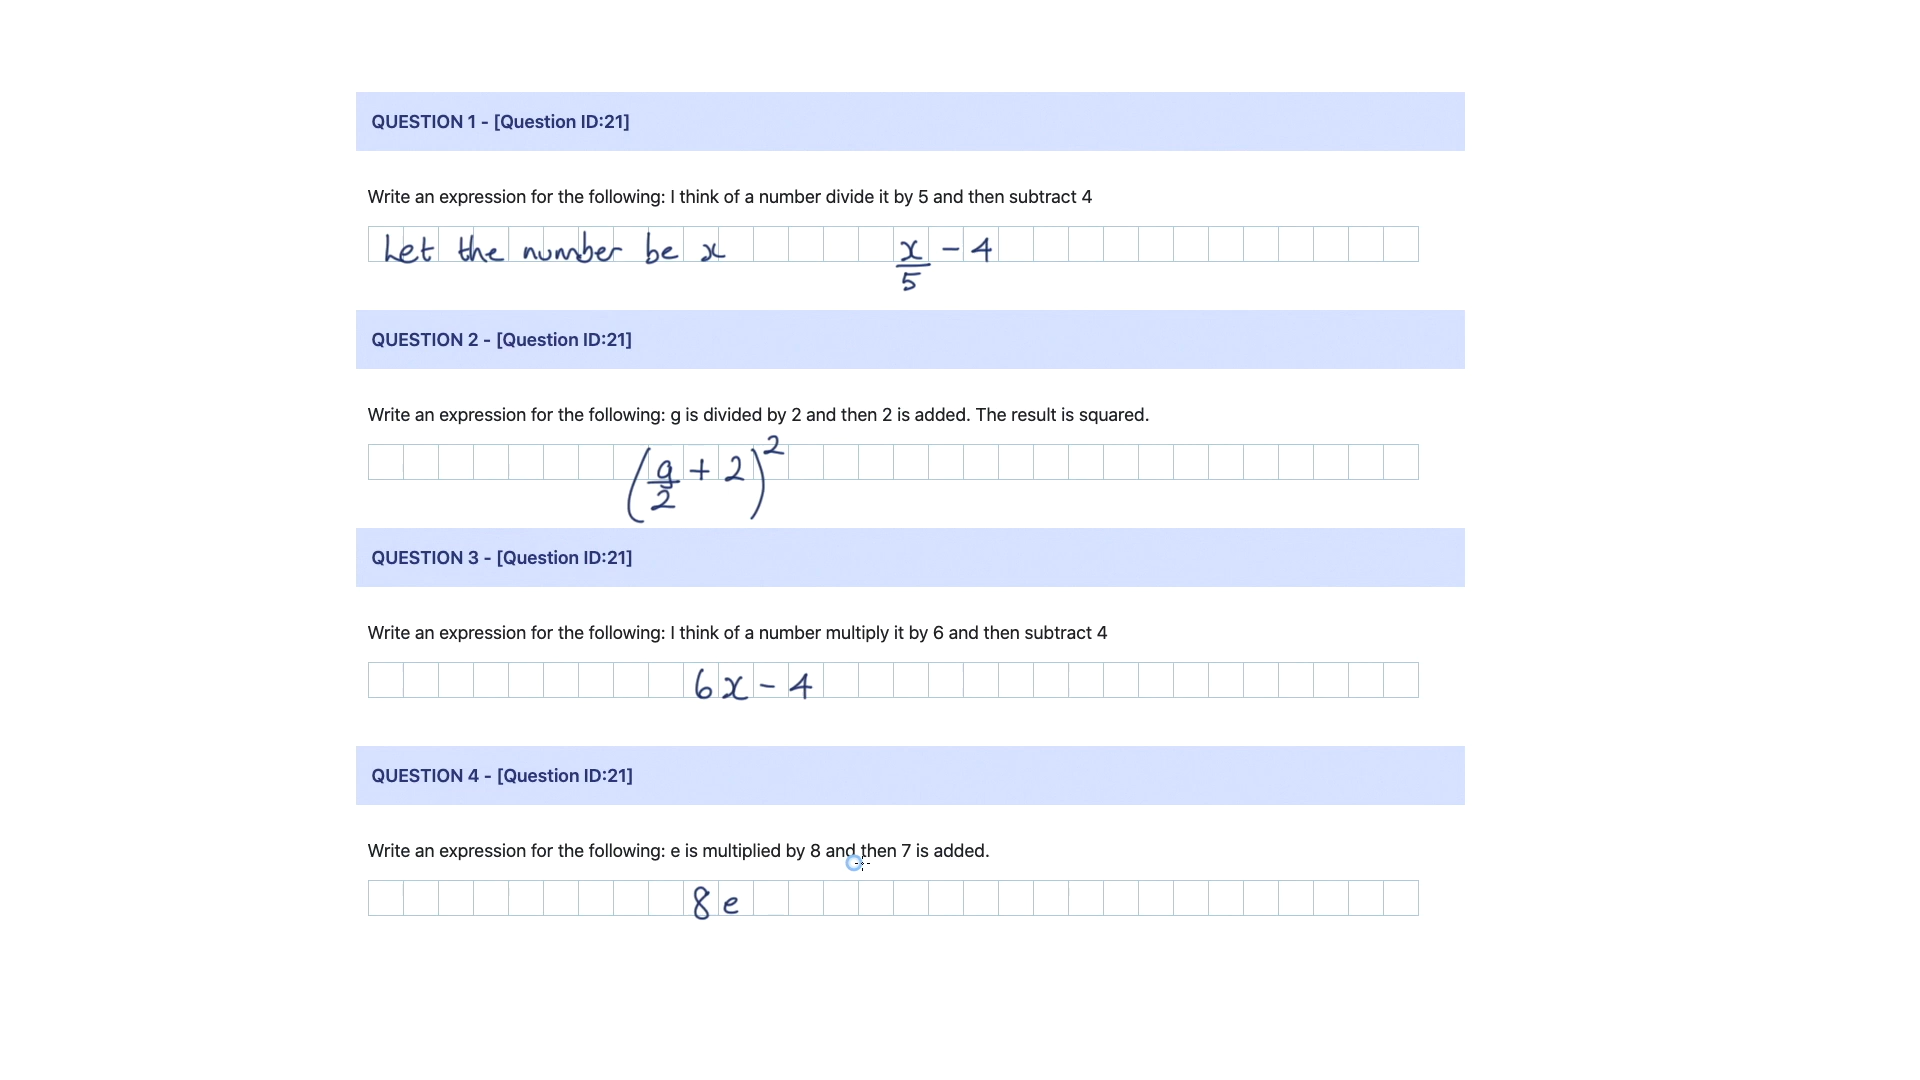 QUESTION 1 - [Question ID:21]
Write an expression for the following: I think of a number divide it by 5 and then subtract 4
Let the number be x x/5 - 4
QUESTION 2 - [Question ID:21]
Write an expression for the following: g is divided by 2 and then 2 is added. The result is squared.
(g/2 + 2)²
QUESTION 3 - [Question ID:21]
Write an expression for the following: I think of a number multiply it by 6 and then subtract 4
6x - 4
QUESTION 4 - [Question ID:21]
Write an expression for the following: e is multiplied by 8 and then 7 is added.
8e